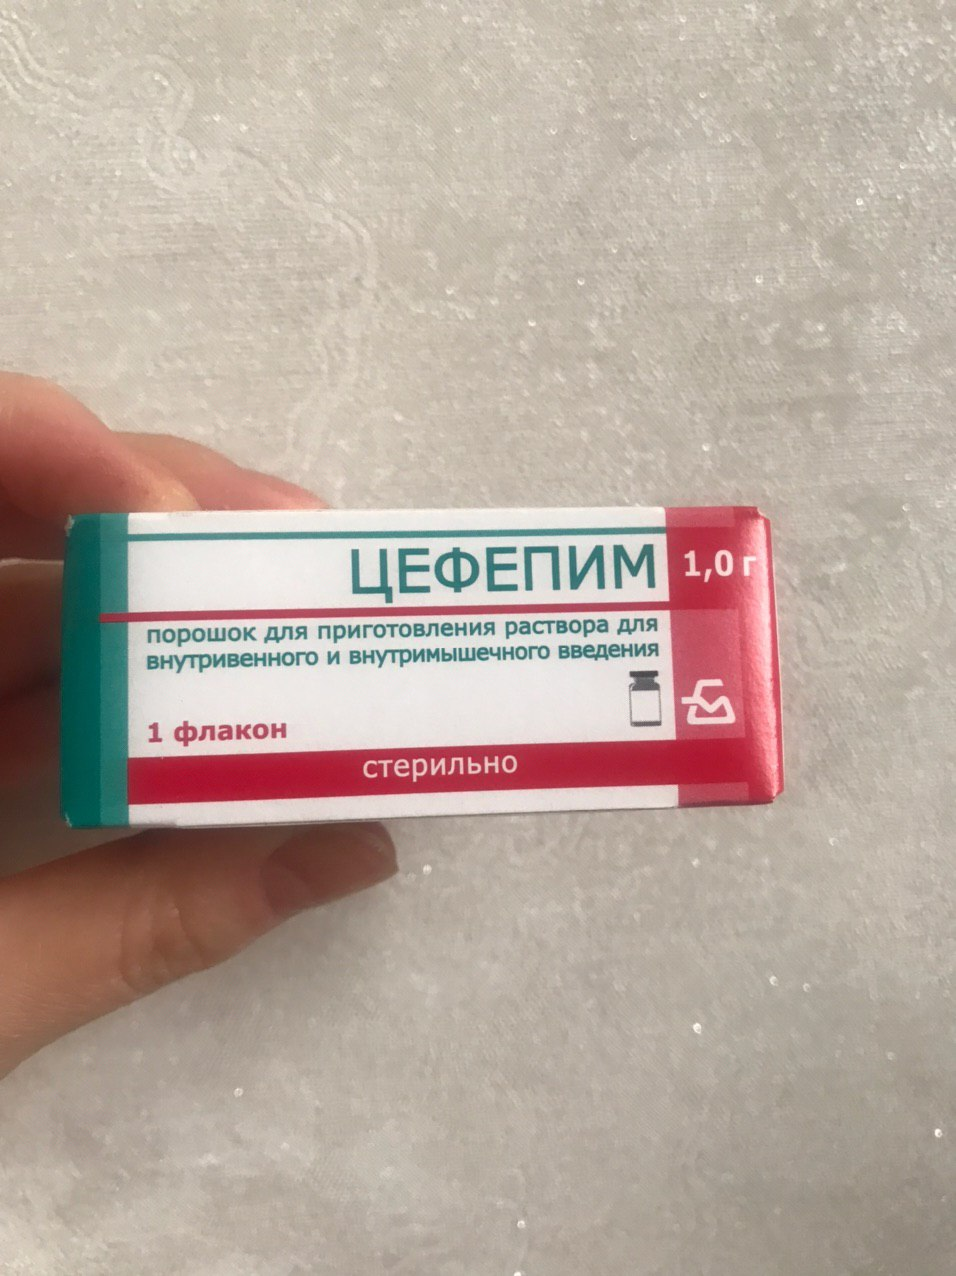 ЦЕФЕПИМ 1,0 г
порошок для приготовления раствора для
внутривенного и внутримышечного введения
1 флакон
стерильно